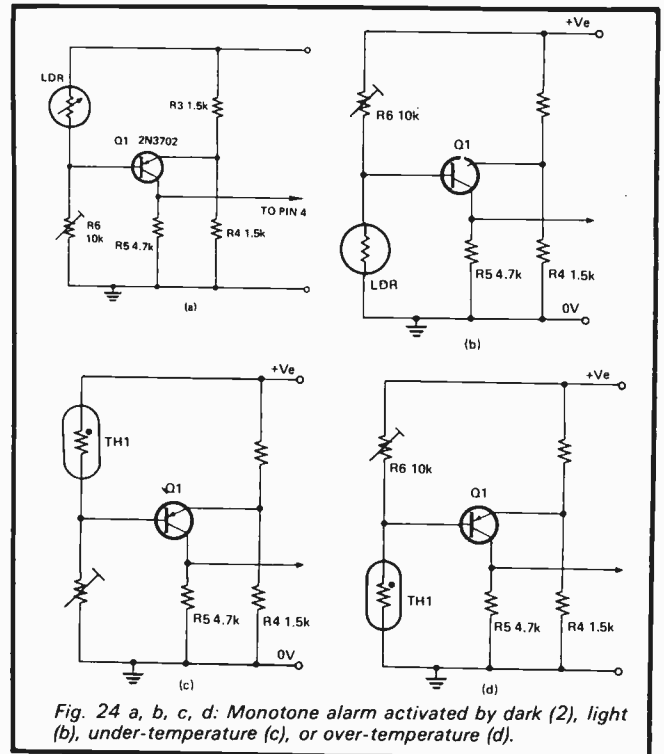 LDR
R3 1.5k
Q1 2N3702
TO PIN 4
R6
10k
R5 4.7k
R4 1.5k
(a)
+Ve
R6 10k
Q1
LDR
R5 4.7k
R4 1.5k
0V
(b)
+Ve
TH1
Q1
R5 4.7k
R4 1.5k
0V
(c)
+Ve
R6 10k
Q1
TH1
R5 4.7k
R4 1.5k
(d)
Fig. 24 a, b, c, d: Monotone alarm activated by dark (2), light
(b), under-temperature (c), or over-temperature (d).